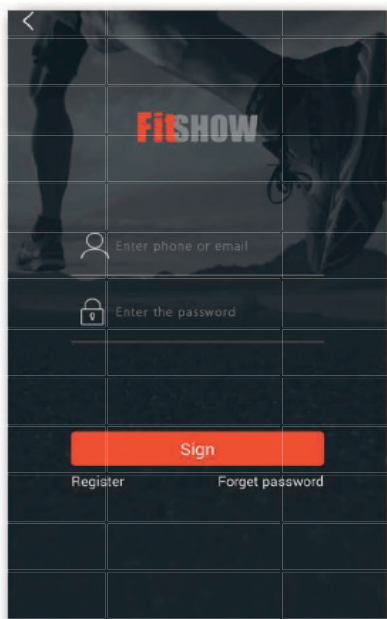 FitSHOW
Enter phone or email
Enter the password
Sign
Register Forget password